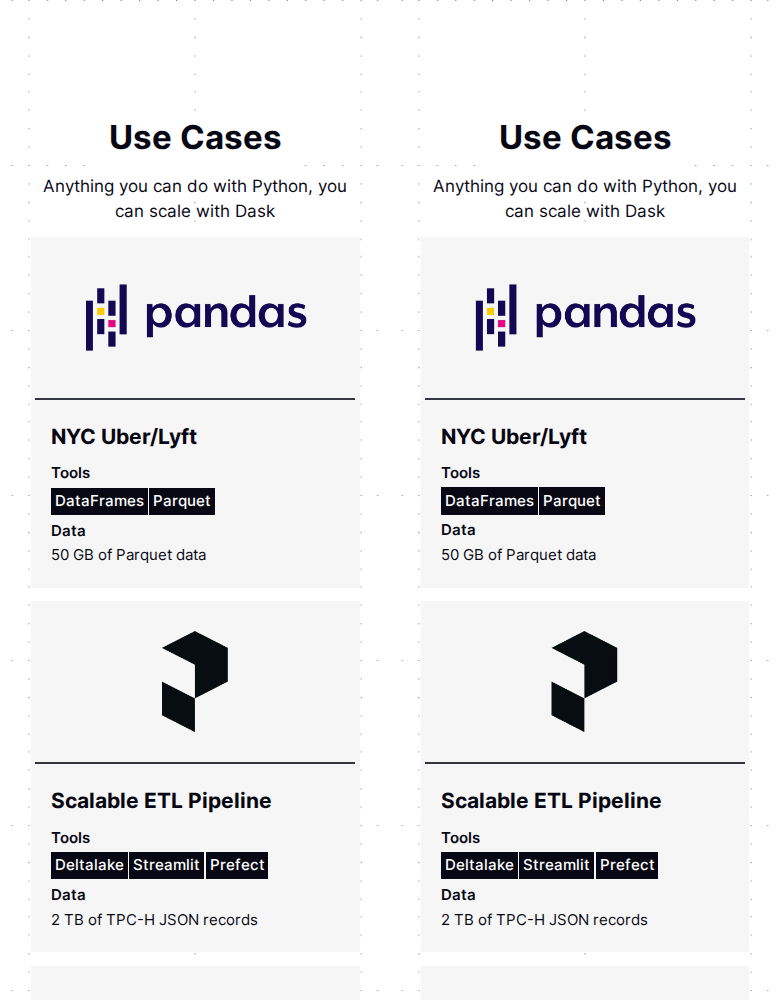 Use Cases
Anything you can do with Python, you
can scale with Dask
pandas
NYC Uber/Lyft
Tools
DataFrames Parquet
Data
50 GB of Parquet data
Scalable ETL Pipeline
Tools
Deltalake Streamlit Prefect
Data
2 TB of TPC-H JSON records
Use Cases
Anything you can do with Python, you
can scale with Dask
pandas
NYC Uber/Lyft
Tools
DataFrames Parquet
Data
50 GB of Parquet data
Scalable ETL Pipeline
Tools
Deltalake Streamlit Prefect
Data
2 TB of TPC-H JSON records